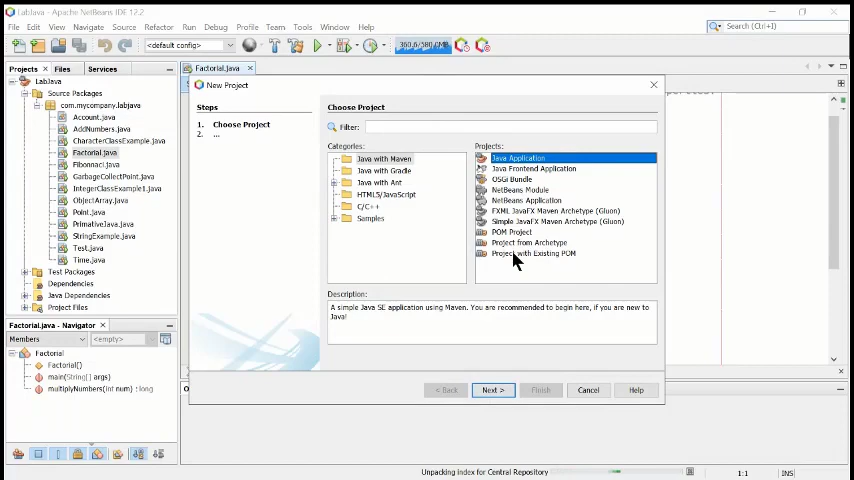 LabJava - Apache NetBeans IDE 12.2
File Edit View Navigate Source Refactor Run Debug Profile Team Tools Window Help
Search (Ctrl+I)
<default config>
360.6/580.0MB
Projects Files Services
Factorial.java
LabJava
Source Packages
com.mycompany.labjava
Account.java
AddNumbers.java
CharacterClassExample.java
Factorial.java
Fibonnaci.java
GarbageCollectPoint.java
IntegerClassExample1.java
ObjectArray.java
Point.java
PrimativeJava.java
StringExample.java
Test.java
Time.java
Test Packages
Dependencies
Java Dependencies
Project Files
Factorial.java - Navigator
Members
<empty>
Factorial
Factorial()
main(String[] args)
multiplyNumbers(int num) : long
New Project
Steps
1. Choose Project
2. ...
Choose Project
Filter:
Categories:
Java with Maven
Java with Gradle
Java with Ant
HTML5/JavaScript
C/C++
Samples
Projects:
Java Application
Java Frontend Application
OSGi Bundle
NetBeans Module
NetBeans Application
FXML JavaFX Maven Archetype (Gluon)
Simple JavaFX Maven Archetype (Gluon)
POM Project
Project from Archetype
Project with Existing POM
Description:
A simple Java SE application using Maven. You are recommended to begin here, if you are new to
Java!
< Back
Next >
Finish
Cancel
Help
Unpacking index for Central Repository
1:1
INS